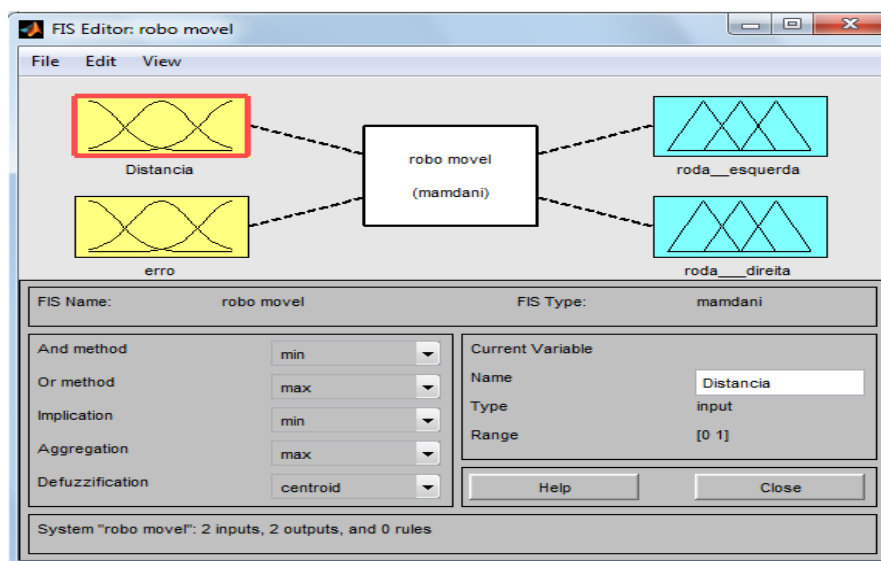 FIS Editor: robo movel
File Edit View
Distancia
erro
robo movel
(mamdani)
roda__esquerda
roda___direita
FIS Name: robo movel FIS Type: mamdani
And method min
Or method max
Implication min
Aggregation max
Defuzzification centroid
Current Variable
Name Distancia
Type input
Range [0 1]
Help Close
System "robo movel": 2 inputs, 2 outputs, and 0 rules